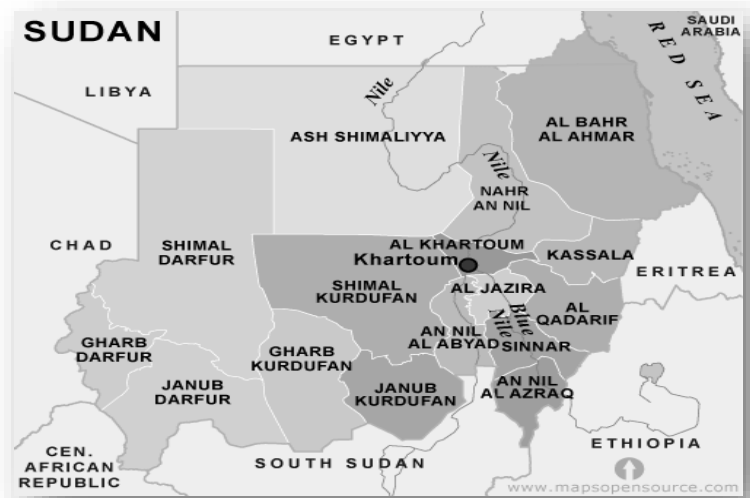 SUDAN
EGYPT
SAUDI
ARABIA
RED SEA
LIBYA
Nile
ASH SHIMALIYYA
AL BAHR
AL AHMAR
Nile
NAHR
AN NIL
CHAD
SHIMAL
DARFUR
AL KHARTOUM
Khartoum
KASSALA
ERITREA
SHIMAL
KURDUFAN
AL JAZIRA
AL
QADARIF
Blue
Nile
AN NIL
AL ABYAD
SINNAR
GHARB
DARFUR
GHARB
KURDUFAN
JANUB
DARFUR
JANUB
KURDUFAN
AN NIL
AL AZRAQ
CEN.
AFRICAN
REPUBLIC
SOUTH SUDAN
ETHIOPIA
www.mapsopensource.com